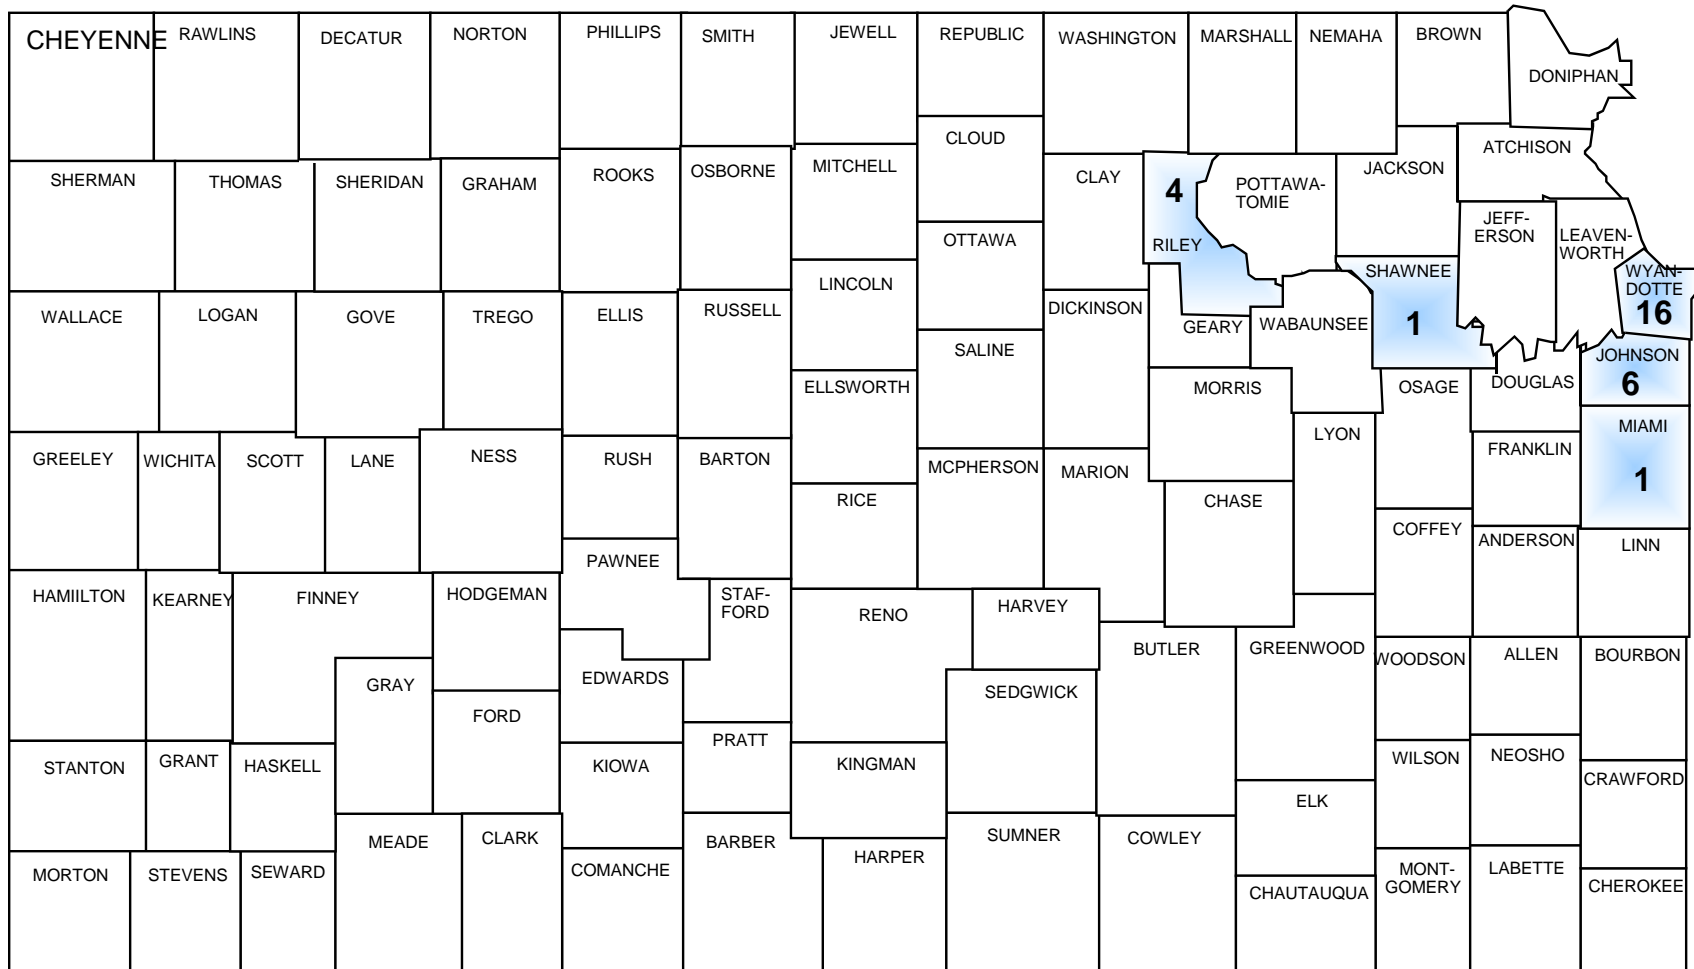 CHEYENNE
RAWLINS
DECATUR
NORTON
PHILLIPS
SMITH
JEWELL
REPUBLIC
WASHINGTON
MARSHALL
NEMAHA
BROWN
DONIPHAN
CLOUD
ATCHISON
SHERMAN
THOMAS
SHERIDAN
GRAHAM
ROOKS
OSBORNE
MITCHELL
CLAY
4
RILEY
POTTAWA-
TOMIE
JACKSON
JEFF-
ERSON
LEAVEN-
WORTH
OTTAWA
SHAWNEE
1
WYAN-
DOTTE
16
WALLACE
LOGAN
GOVE
TREGO
ELLIS
RUSSELL
LINCOLN
DICKINSON
GEARY
WABAUNSEE
SALINE
JOHNSON
6
ELLSWORTH
MORRIS
OSAGE
DOUGLAS
MIAMI
1
GREELEY
WICHITA
SCOTT
LANE
NESS
RUSH
BARTON
MCPHERSON
MARION
LYON
FRANKLIN
RICE
CHASE
COFFEY
ANDERSON
LINN
PAWNEE
HAMIILTON
KEARNEY
FINNEY
HODGEMAN
STAF-
FORD
RENO
HARVEY
BUTLER
GREENWOOD
WOODSON
ALLEN
BOURBON
GRAY
EDWARDS
SEDGWICK
FORD
PRATT
STANTON
GRANT
HASKELL
KIOWA
KINGMAN
WILSON
NEOSHO
CRAWFORD
ELK
MEADE
CLARK
BARBER
SUMNER
COWLEY
HARPER
MORTON
STEVENS
SEWARD
COMANCHE
CHAUTAUQUA
MONT-
GOMERY
LABETTE
CHEROKEE